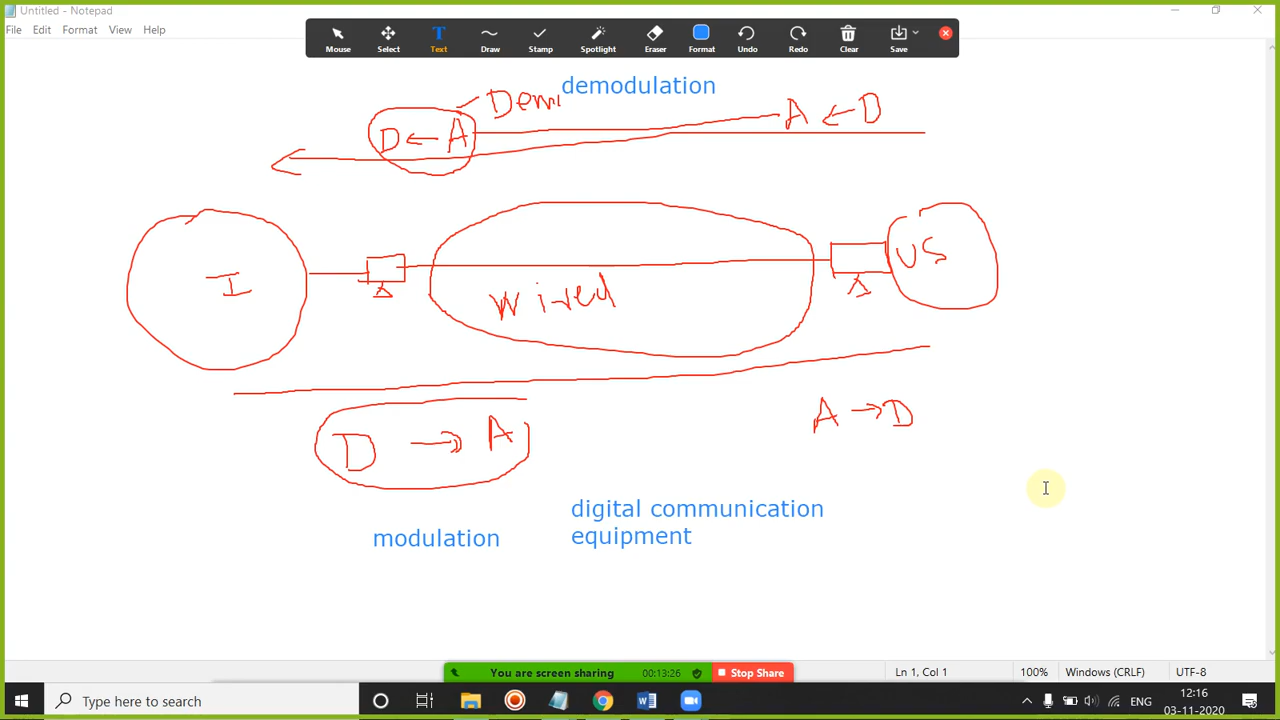 Untitled - Notepad
File Edit Format View Help
Mouse Select Text Draw Stamp Spotlight Eraser Format Undo Redo Clear Save
demodulation
Dem
D ← A
A ← D
I
wired
US
D → A
A → D
digital communication
equipment
modulation
You are screen sharing 00:13:26 Stop Share
Ln 1, Col 1 100% Windows (CRLF) UTF-8
Type here to search
ENG
12:16
03-11-2020